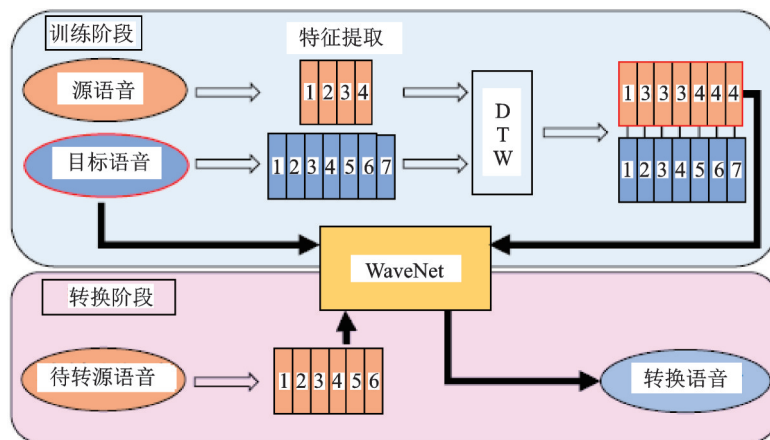 训练阶段
特征提取
源语音
1 2 3 4
目标语音
1 2 3 4 5 6 7
D
T
W
1 3 3 3 4 4 4
1 2 3 4 5 6 7
WaveNet
转换阶段
待转源语音
1 2 3 4 5 6
转换语音